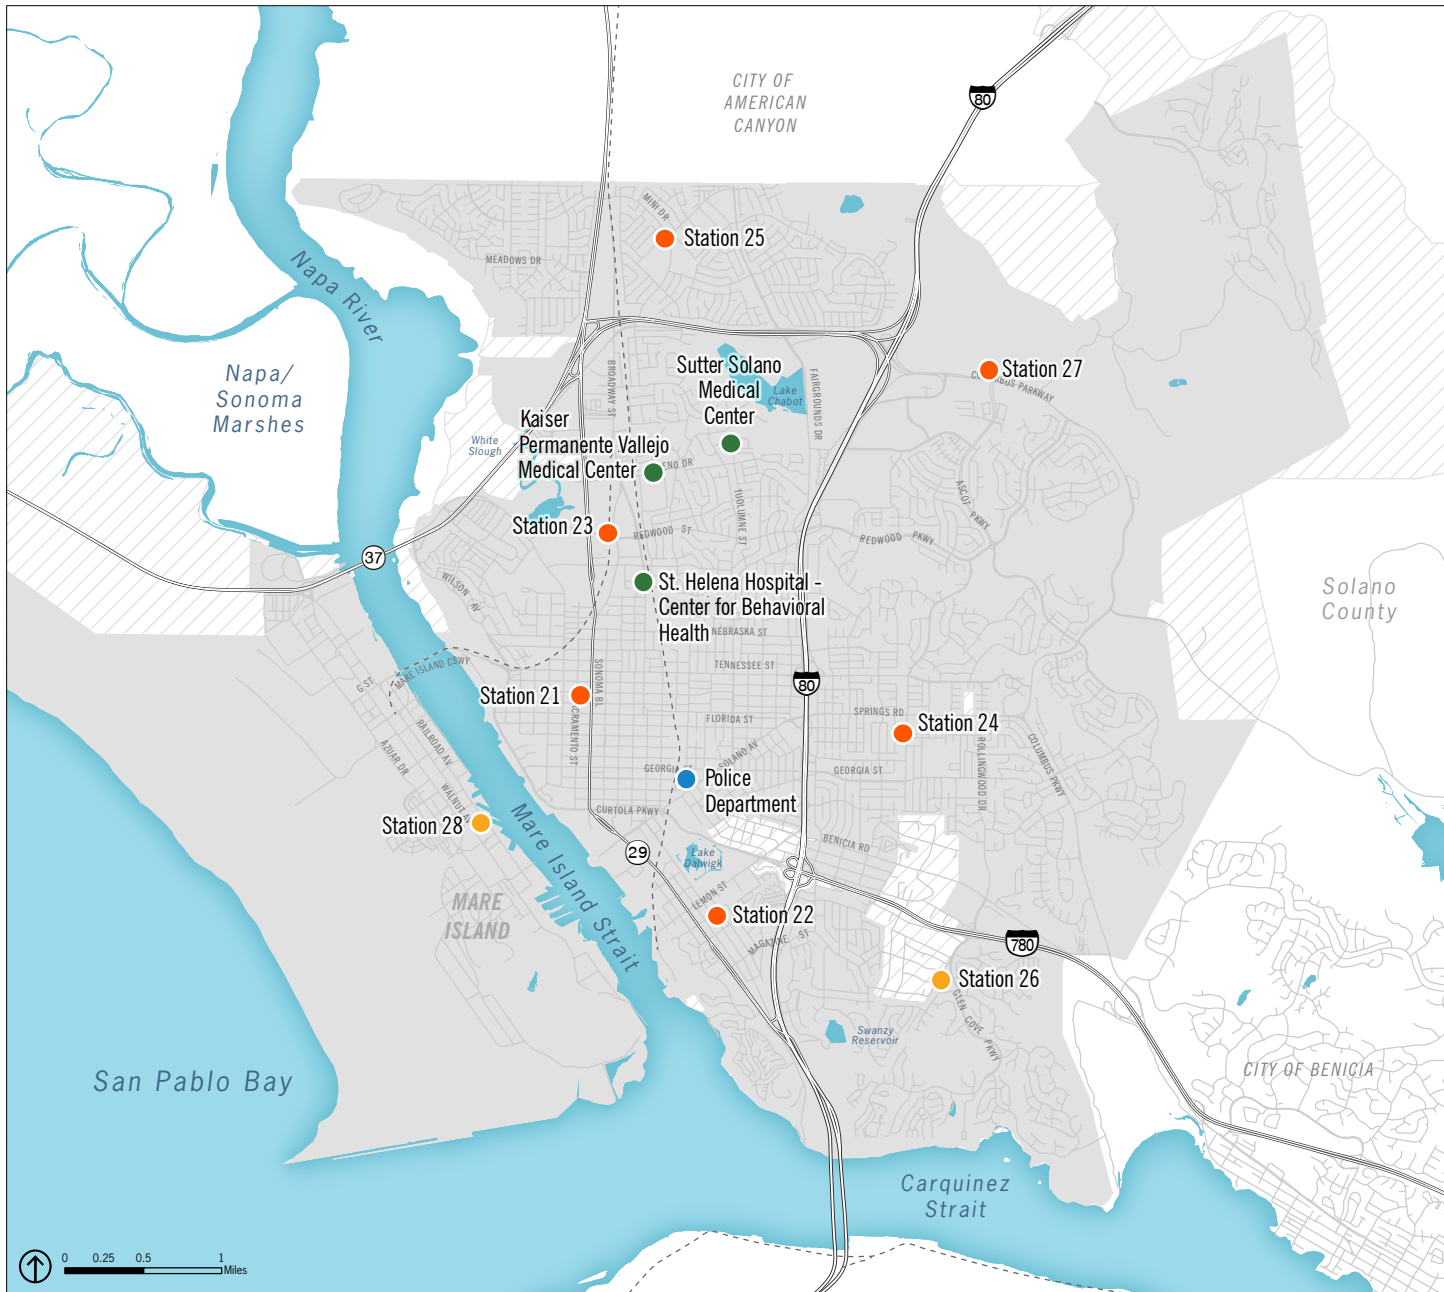 CITY OF
AMERICAN
CANYON
80
MINI DR
Station 25
MEADOWS DR
Napa River
Napa/
Sonoma
Marshes
Sutter Solano
Medical
Center
Lake
Chabot
FAIRGROUNDS DR
BROADWAY ST
Station 27
COLUMBUS PARKWAY
Kaiser
Permanente Vallejo
Medical Center
White
Slough
ENO DR
TUOLUMNE ST
ASCOT PKWY
Station 23
REDWOOD ST
REDWOOD PKWY
37
WILSON AV
St. Helena Hospital -
Center for Behavioral
Health
NEBRASKA ST
TENNESSEE ST
Solano
County
MARE ISLAND CSWY
G ST
SONOMA BL
80
Station 21
CRAMENTO ST
FLORIDA ST
SPRINGS RD
Station 24
RAILROAD AV
AZUAR DR
SOLANO AV
GEORGIA ST
GEORGIA ST
ROLLINGWOOD DR
COLUMBUS PKWY
Police
Department
WALNUT AV
CURTOLA PKWY
Station 28
Mare Island Strait
29
Lake
Dalwigk
BENICIA RD
MARE
ISLAND
LEMON ST
Station 22
MAGAZINE ST
780
Station 26
GLEN COVE PKWY
Swanzy
Reservoir
San Pablo Bay
CITY OF BENICIA
Carquinez
Strait
0 0.25 0.5 1
Miles